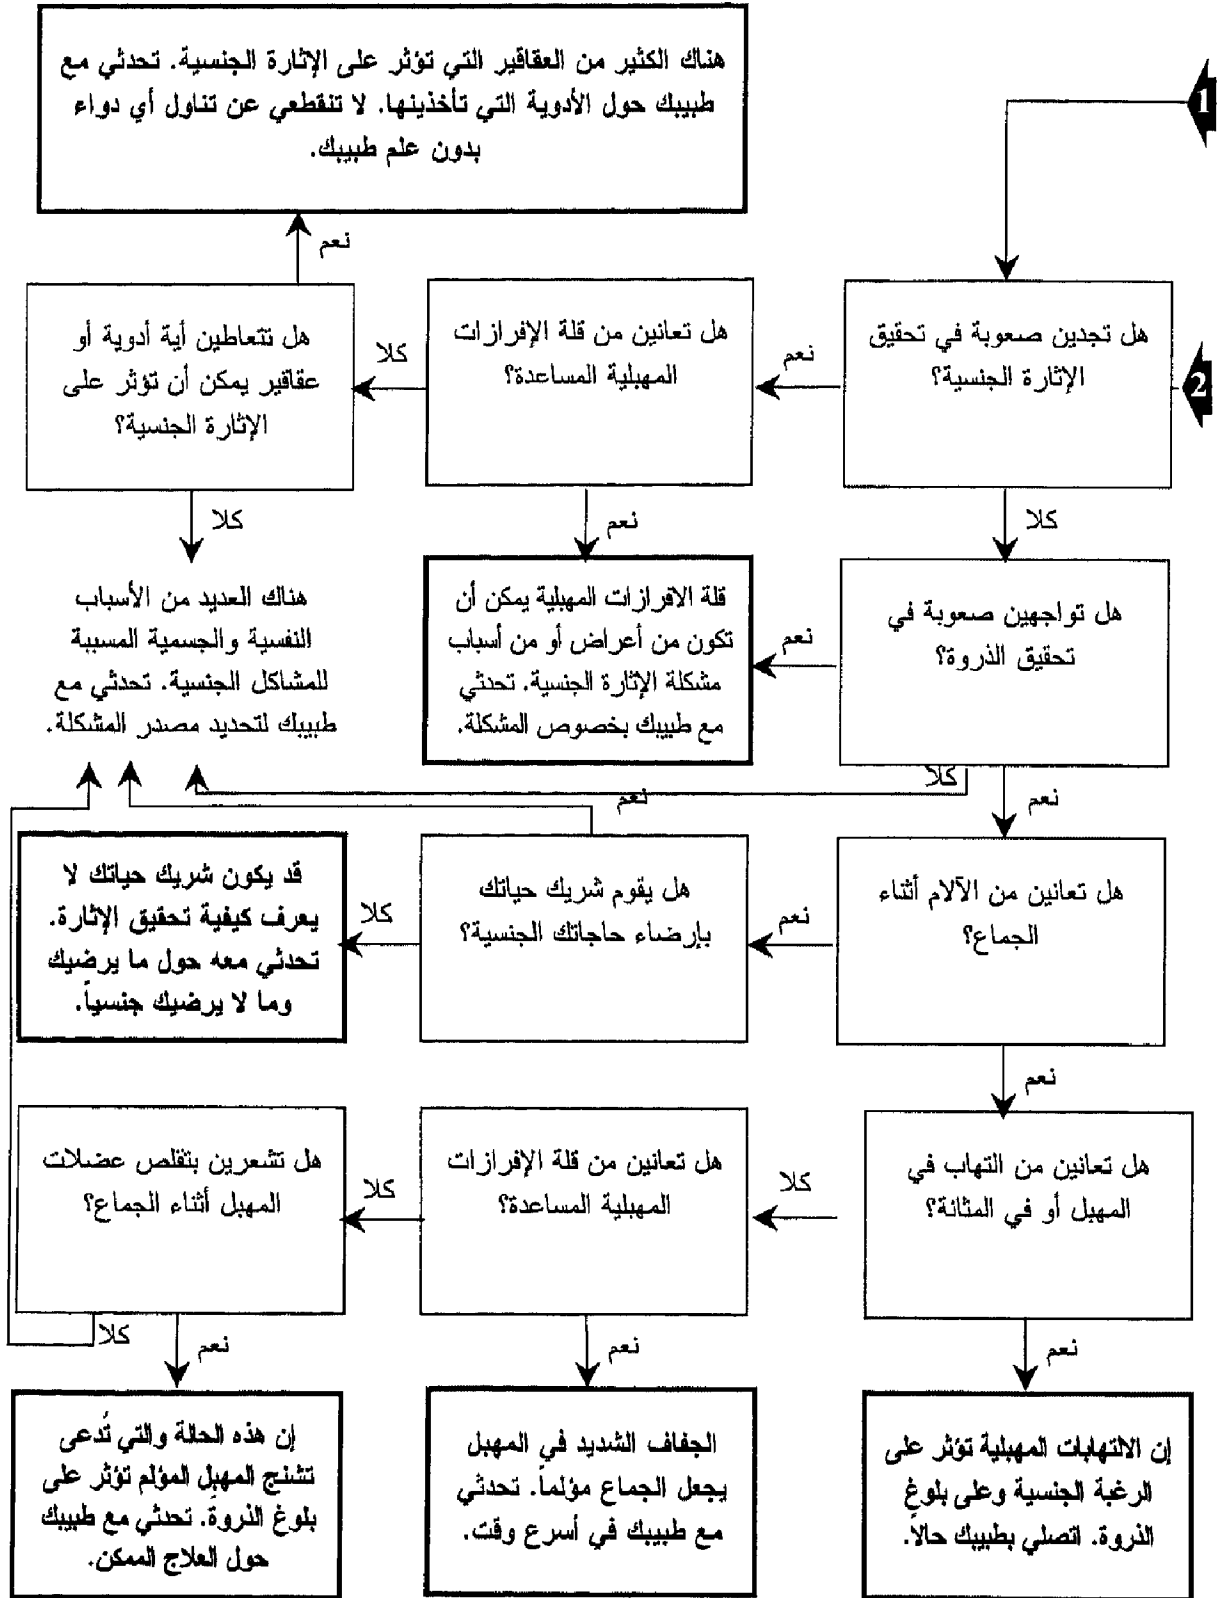 هناك الكثير من العقاقير التي تؤثر على الإثارة الجنسية. تحدثي مع
طبيبك حول الأدوية التي تأخذينها. لا تنقطعي عن تناول أي دواء
بدون علم طبيبك.
1
نعم
هل تجدين صعوبة في تحقيق
الإثارة الجنسية؟
2
نعم
هل تعانين من قلة الإفرازات
المهبلية المساعدة؟
كلا
هل تتعاطين أية أدوية أو
عقاقير يمكن أن تؤثر على
الإثارة الجنسية؟
كلا
نعم
كلا
هل تواجهين صعوبة في
تحقيق الذروة؟
نعم
قلة الافرازات المهبلية يمكن أن
تكون من أعراض أو من أسباب
مشكلة الإثارة الجنسية. تحدثي
مع طبيبك بخصوص المشكلة.
هناك العديد من الأسباب
النفسية والجسمية المسببة
للمشاكل الجنسية. تحدثي مع
طبيبك لتحديد مصدر المشكلة.
كلا
نعم
نعم
هل تعانين من الآلام أثناء
الجماع؟
نعم
هل يقوم شريك حياتك
بإرضاء حاجاتك الجنسية؟
كلا
قد يكون شريك حياتك لا
يعرف كيفية تحقيق الإثارة.
تحدثي معه حول ما يرضيك
وما لا يرضيك جنسياً.
نعم
هل تعانين من التهاب في
المهبل أو في المثانة؟
كلا
هل تعانين من قلة الإفرازات
المهبلية المساعدة؟
كلا
هل تشعرين بتقلص عضلات
المهبل أثناء الجماع؟
نعم
نعم
نعم
كلا
إن الالتهابات المهبلية تؤثر على
الرغبة الجنسية وعلى بلوغ
الذروة. اتصلي بطبيبك حالاً.
الجفاف الشديد في المهبل
يجعل الجماع مؤلماً. تحدثي
مع طبيبك في أسرع وقت.
إن هذه الحالة والتي تُدعى
تشنج المهبل المؤلم تؤثر على
بلوغ الذروة. تحدثي مع طبيبك
حول العلاج الممكن.